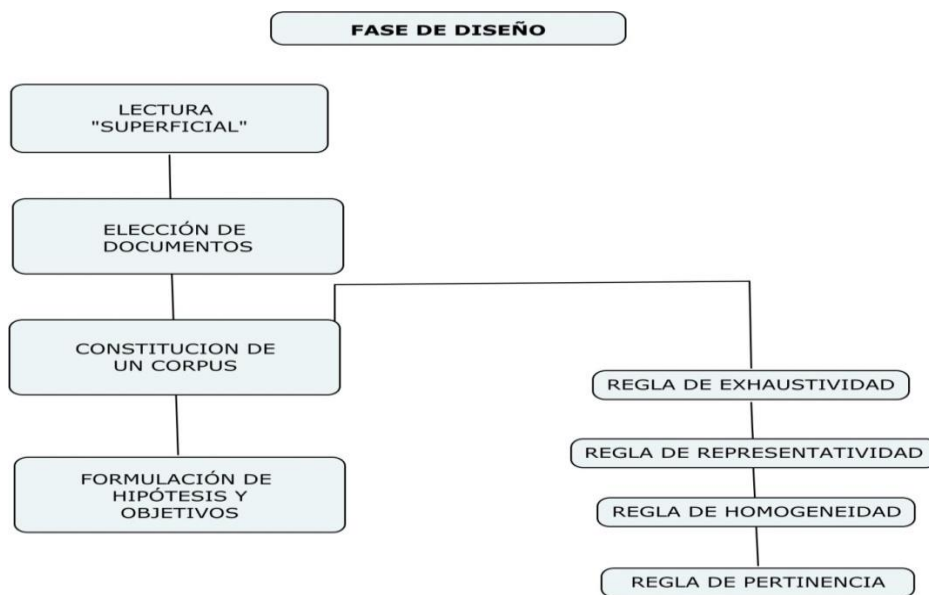 FASE DE DISEÑO
LECTURA
"SUPERFICIAL"
ELECCIÓN DE
DOCUMENTOS
CONSTITUCION DE
UN CORPUS
FORMULACIÓN DE
HIPÓTESIS Y
OBJETIVOS
REGLA DE EXHAUSTIVIDAD
REGLA DE REPRESENTATIVIDAD
REGLA DE HOMOGENEIDAD
REGLA DE PERTINENCIA